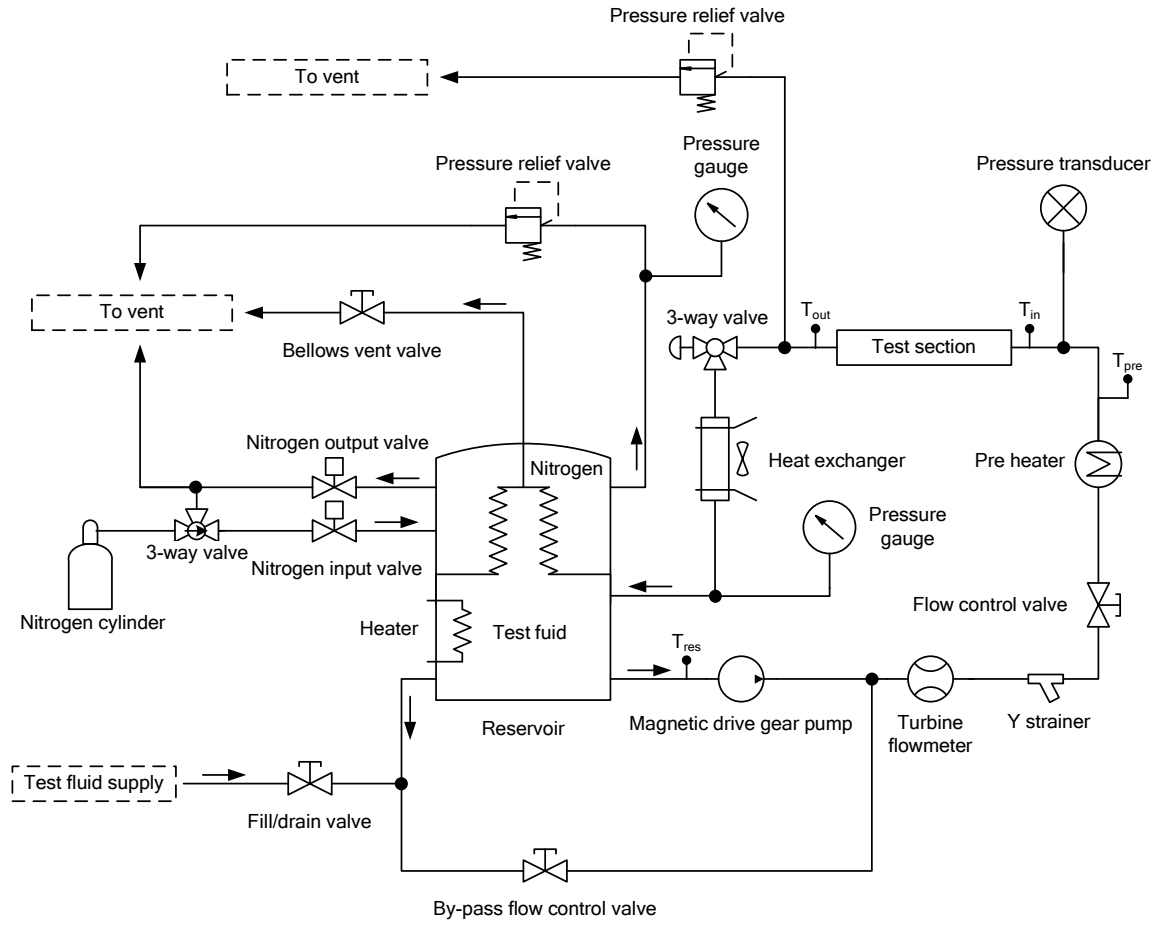 Pressure relief valve
To vent
Pressure relief valve
Pressure
gauge
Pressure transducer
To vent
Bellows vent valve
3-way valve
Tout
Test section
Tin
Tpre
Nitrogen output valve
Nitrogen
Heat exchanger
Pre heater
3-way valve
Nitrogen input valve
Pressure
gauge
Nitrogen cylinder
Heater
Test fuid
Flow control valve
Tres
Reservoir
Magnetic drive gear pump
Turbine
flowmeter
Y strainer
Test fluid supply
Fill/drain valve
By-pass flow control valve